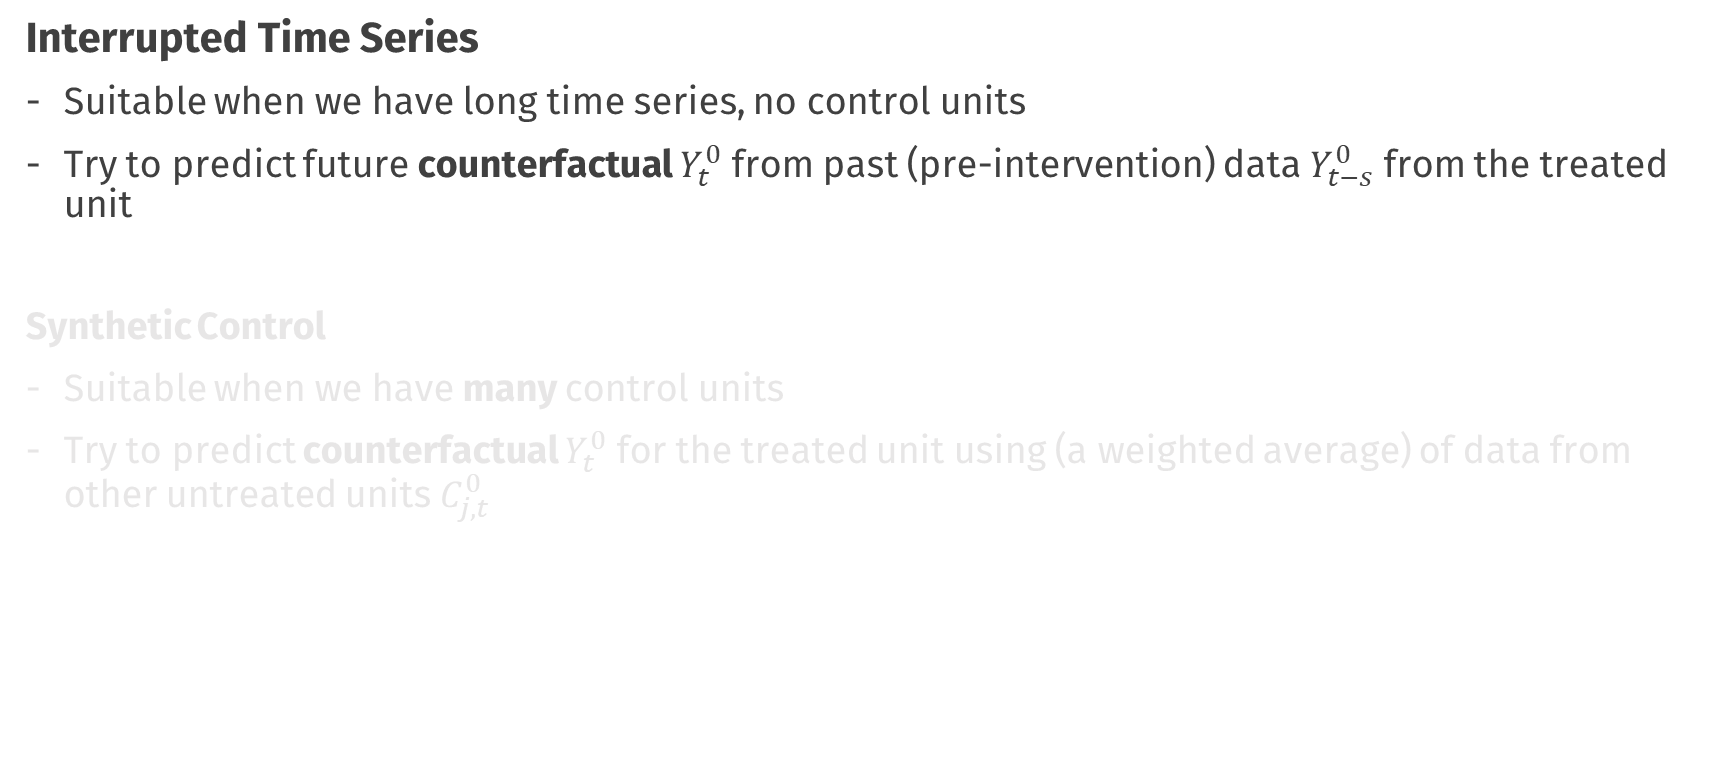 Interrupted Time Series
- Suitable when we have long time series, no control units
- Try to predict future counterfactual $Y_t^0$ from past (pre-intervention) data $Y_{t-s}^0$ from the treated
unit
Synthetic Control
- Suitable when we have many control units
- Try to predict counterfactual $Y_t^0$ for the treated unit using (a weighted average) of data from
other untreated units $C_{j,t}^0$